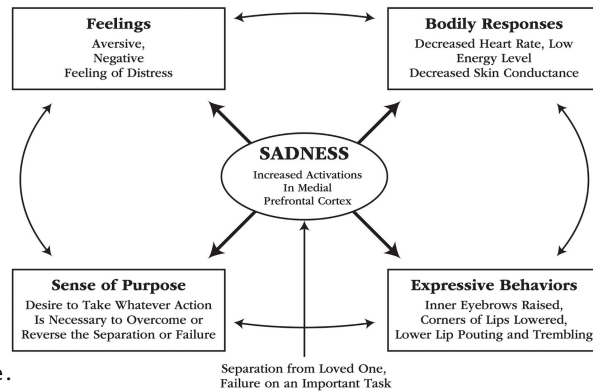 Feelings
Aversive,
Negative
Feeling of Distress
Bodily Responses
Decreased Heart Rate, Low
Energy Level
Decreased Skin Conductance
SADNESS
Increased Activations
In Medial
Prefrontal Cortex
Sense of Purpose
Desire to Take Whatever Action
Is Necessary to Overcome or
Reverse the Separation or Failure
Expressive Behaviors
Inner Eyebrows Raised,
Corners of Lips Lowered,
Lower Lip Pouting and Trembling
Separation from Loved One,
Failure on an Important Task
e.